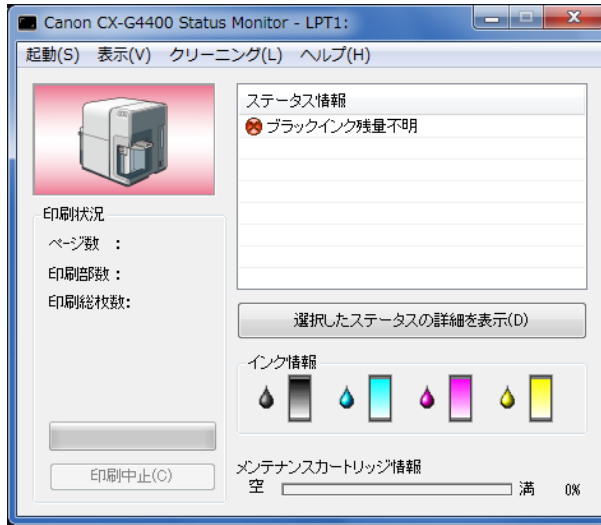 Canon CX-G4400 Status Monitor - LPT1:
起動(S) 表示(V) クリーニング(L) ヘルプ(H)
ステータス情報
ブラックインク残量不明
印刷状況
ページ数 :
印刷部数 :
印刷総枚数:
選択したステータスの詳細を表示(D)
インク情報
印刷中止(C)
メンテナンスカートリッジ情報
空 満 0%